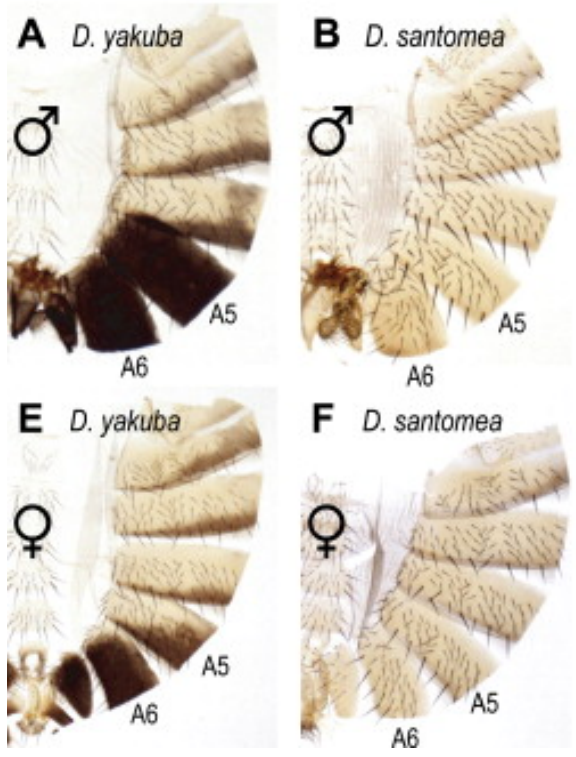 A D. yakuba
B D. santomea
♂
♂
A5
A5
A6
A6
E D. yakuba
F D. santomea
♀
♀
A5
A5
A6
A6